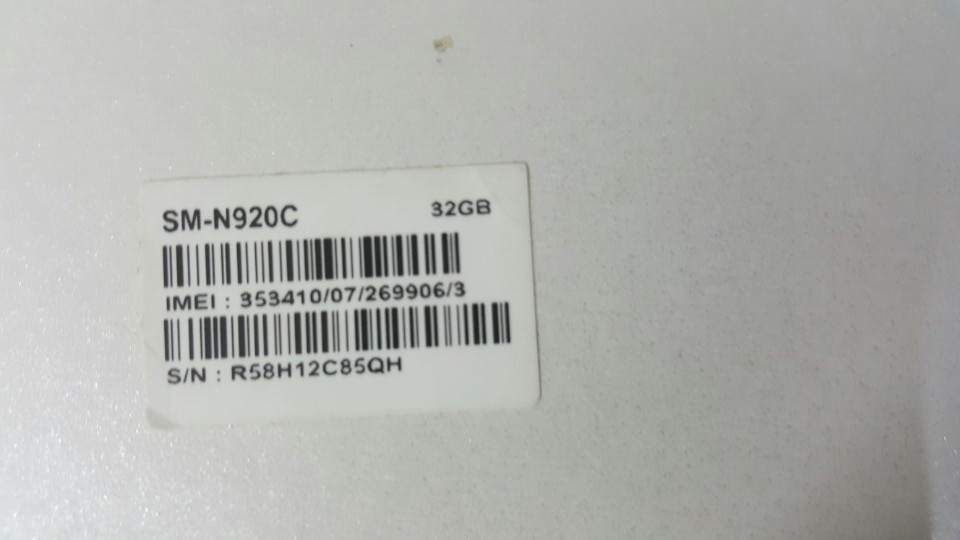 SM-N920C 32GB
IMEI : 353410/07/269906/3
S/N : R58H12C85QH